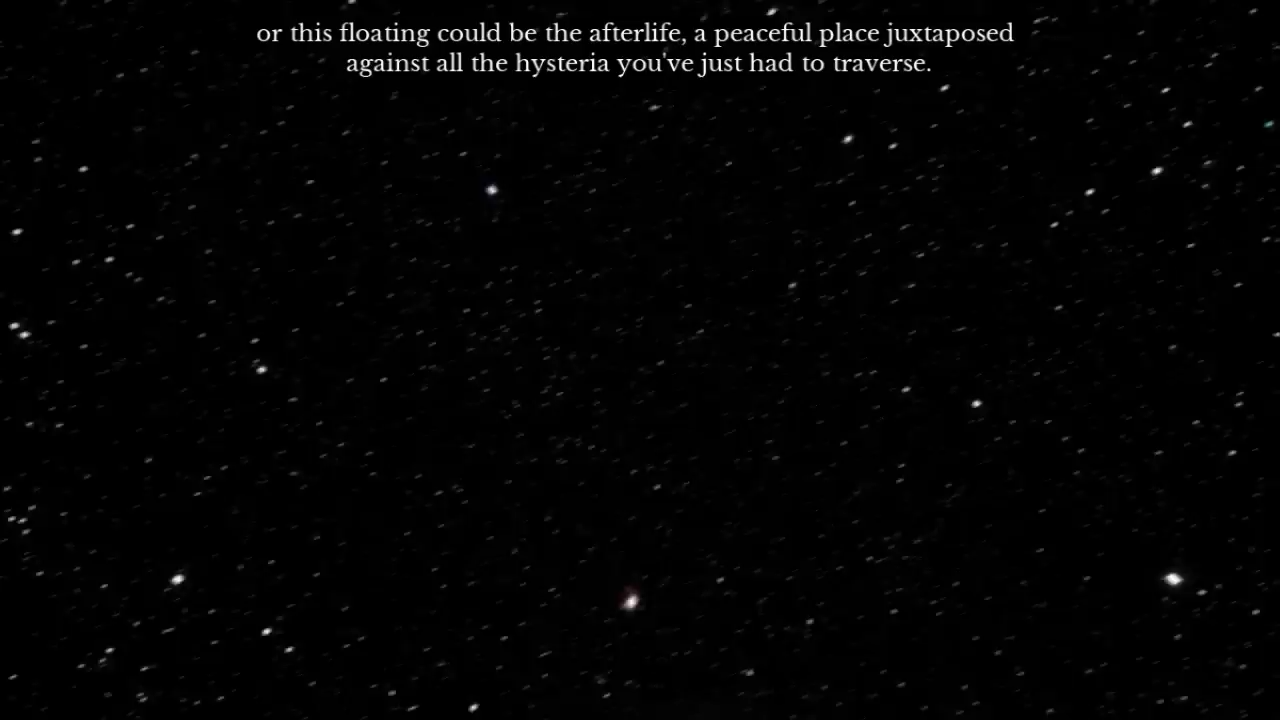 or this floating could be the afterlife, a peaceful place juxtaposed
against all the hysteria you've just had to traverse.